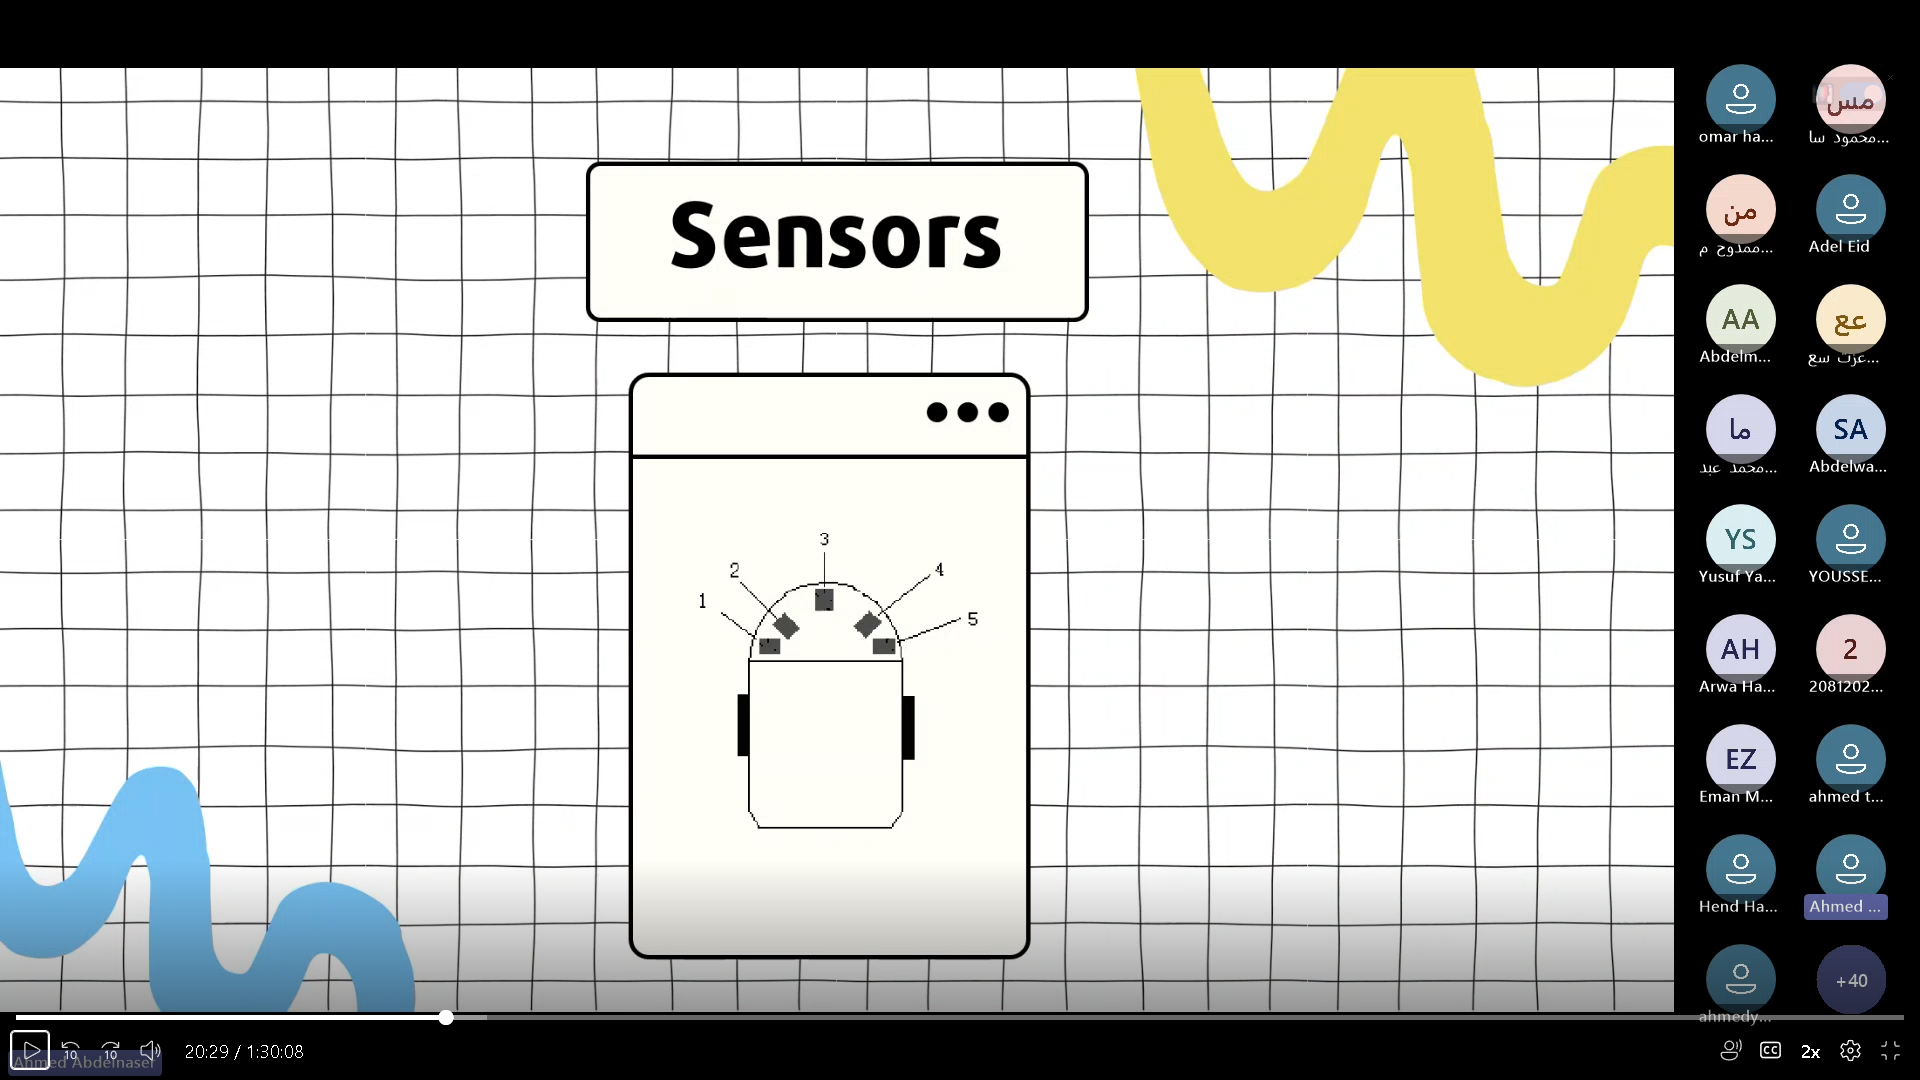 Sensors
3
2
4
1
5
omar ha...
مس
محمود سا...
من
ممدوح م...
Adel Eid
AA
Abdelm...
عع
عزت سع...
ما
محمد عبد...
SA
Abdelwa...
YS
Yusuf Ya...
YOUSSE...
AH
Arwa Ha...
2
2081202...
EZ
Eman M...
ahmed t...
Hend Ha...
Ahmed ...
ahmedy...
+40
10
10
20:29 / 1:30:08
CC
2x
Ahmed Abdelnaser